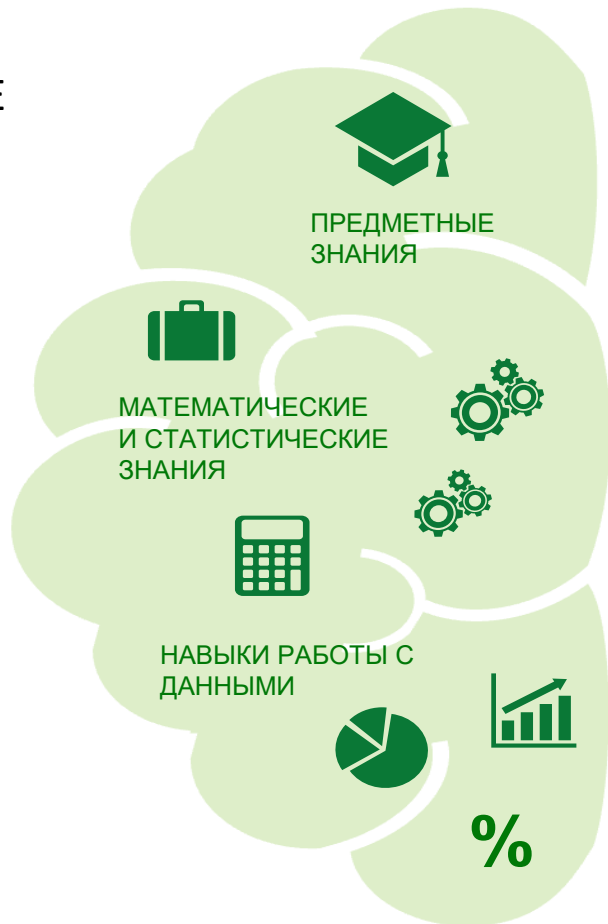 Е
ПРЕДМЕТНЫЕ
ЗНАНИЯ
МАТЕМАТИЧЕСКИЕ
И СТАТИСТИЧЕСКИЕ
ЗНАНИЯ
НАВЫКИ РАБОТЫ С
ДАННЫМИ
%